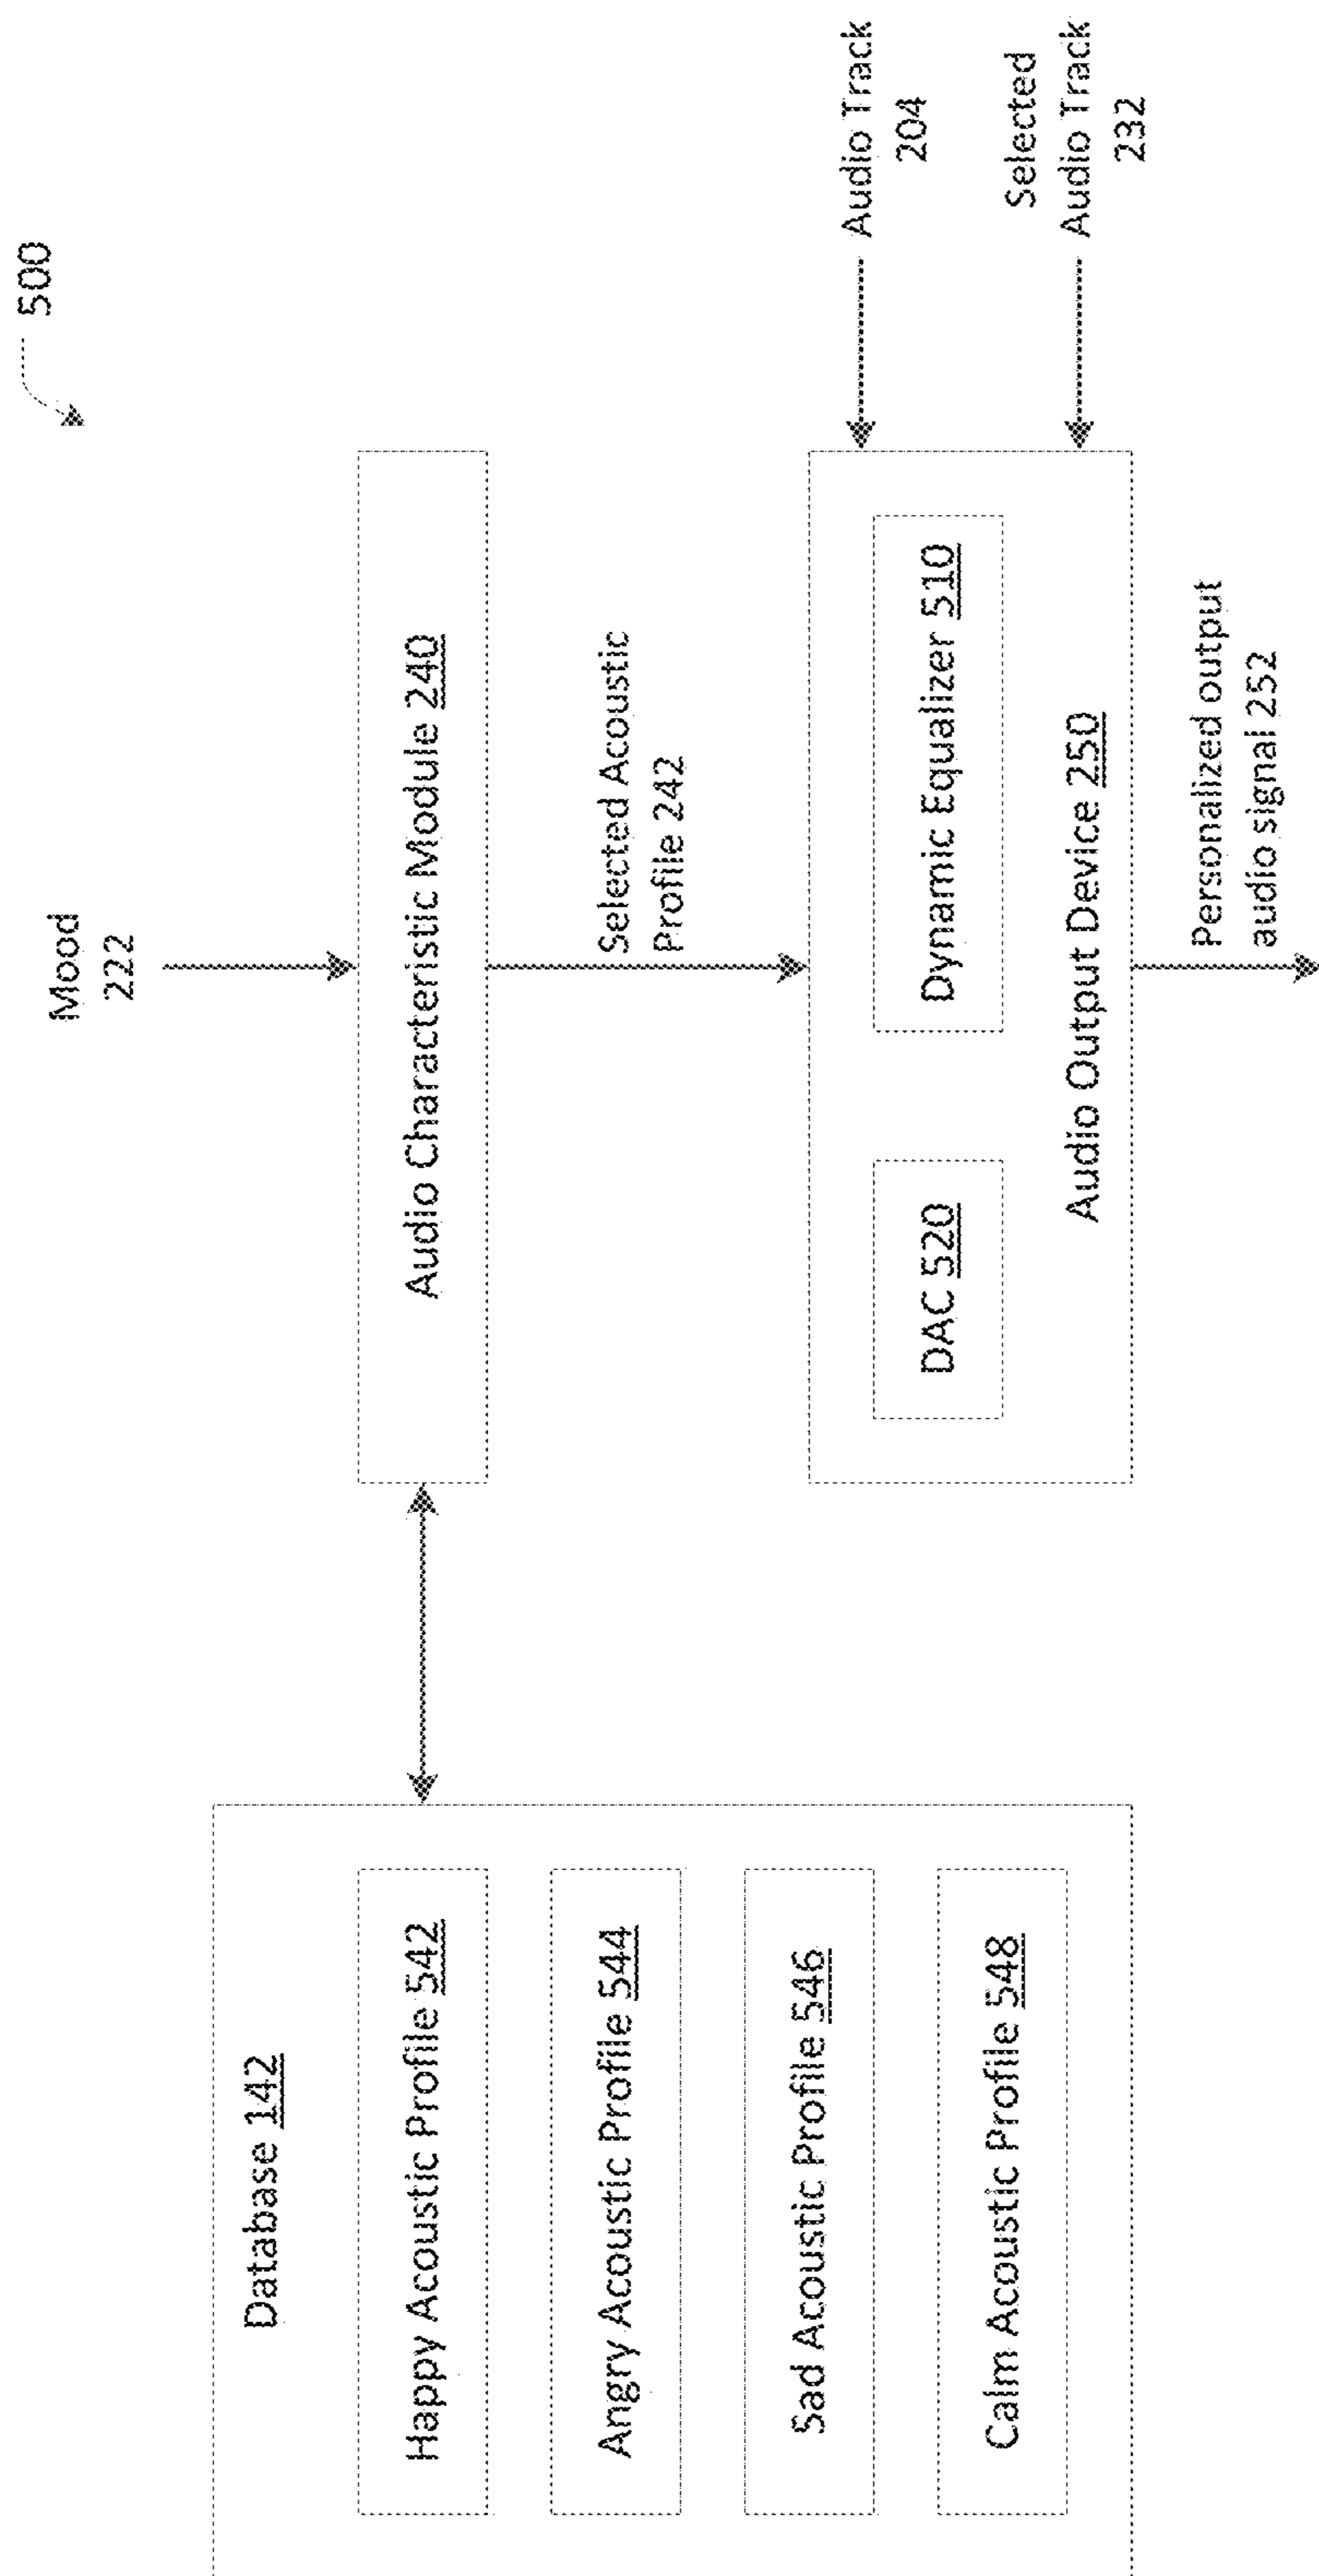 500
Mood
222
Database 142
Happy Acoustic Profile 542
Angry Acoustic Profile 544
Sad Acoustic Profile 546
Calm Acoustic Profile 548
Audio Characteristic Module 240
Selected Acoustic
Profile 242
DAC 520
Dynamic Equalizer 510
Audio Output Device 250
Audio Track
204
Selected
Audio Track
232
Personalized output
audio signal 252